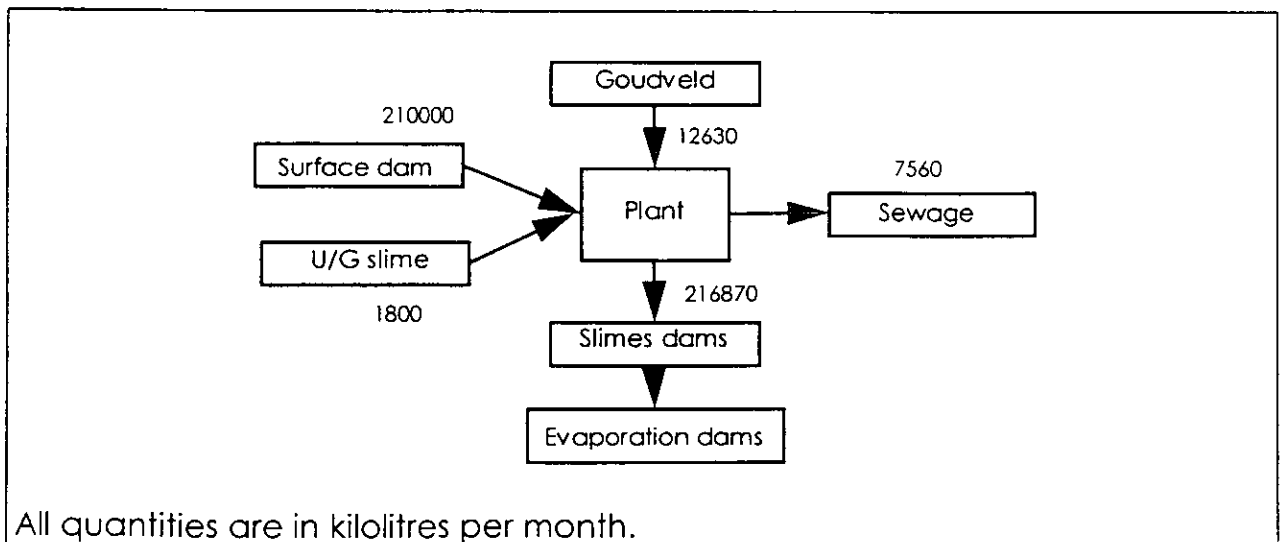 Goudveld
210000
12630
Surface dam
7560
Plant
Sewage
U/G slime
1800
216870
Slimes dams
Evaporation dams
All quantities are in kilolitres per month.